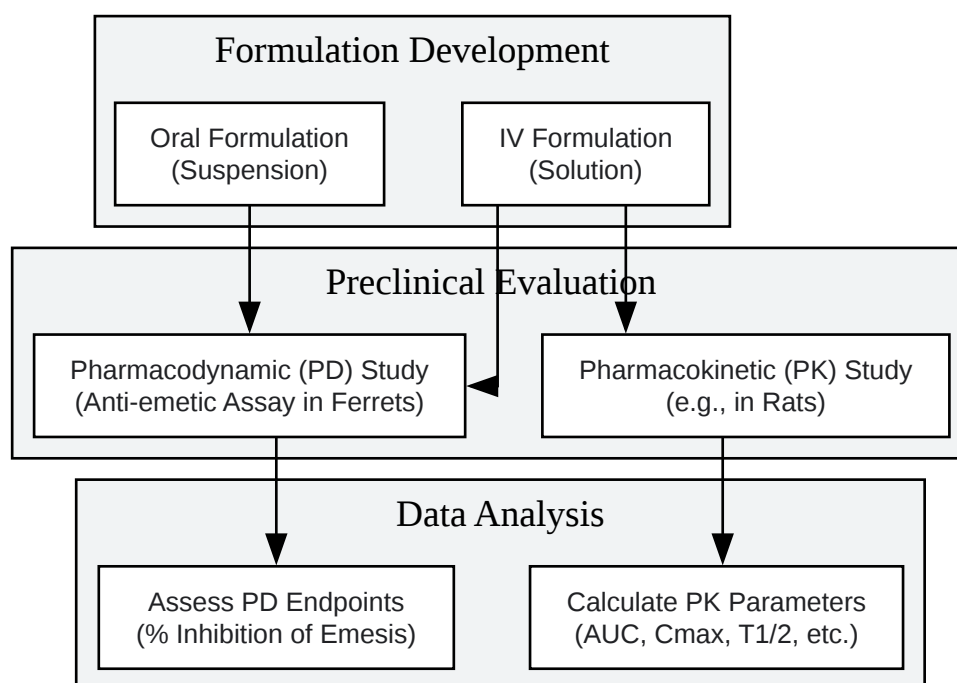 Formulation Development
Oral Formulation
(Suspension)
IV Formulation
(Solution)
Preclinical Evaluation
Pharmacodynamic (PD) Study
(Anti-emetic Assay in Ferrets)
Pharmacokinetic (PK) Study
(e.g., in Rats)
Data Analysis
Assess PD Endpoints
(% Inhibition of Emesis)
Calculate PK Parameters
(AUC, Cmax, T1/2, etc.)